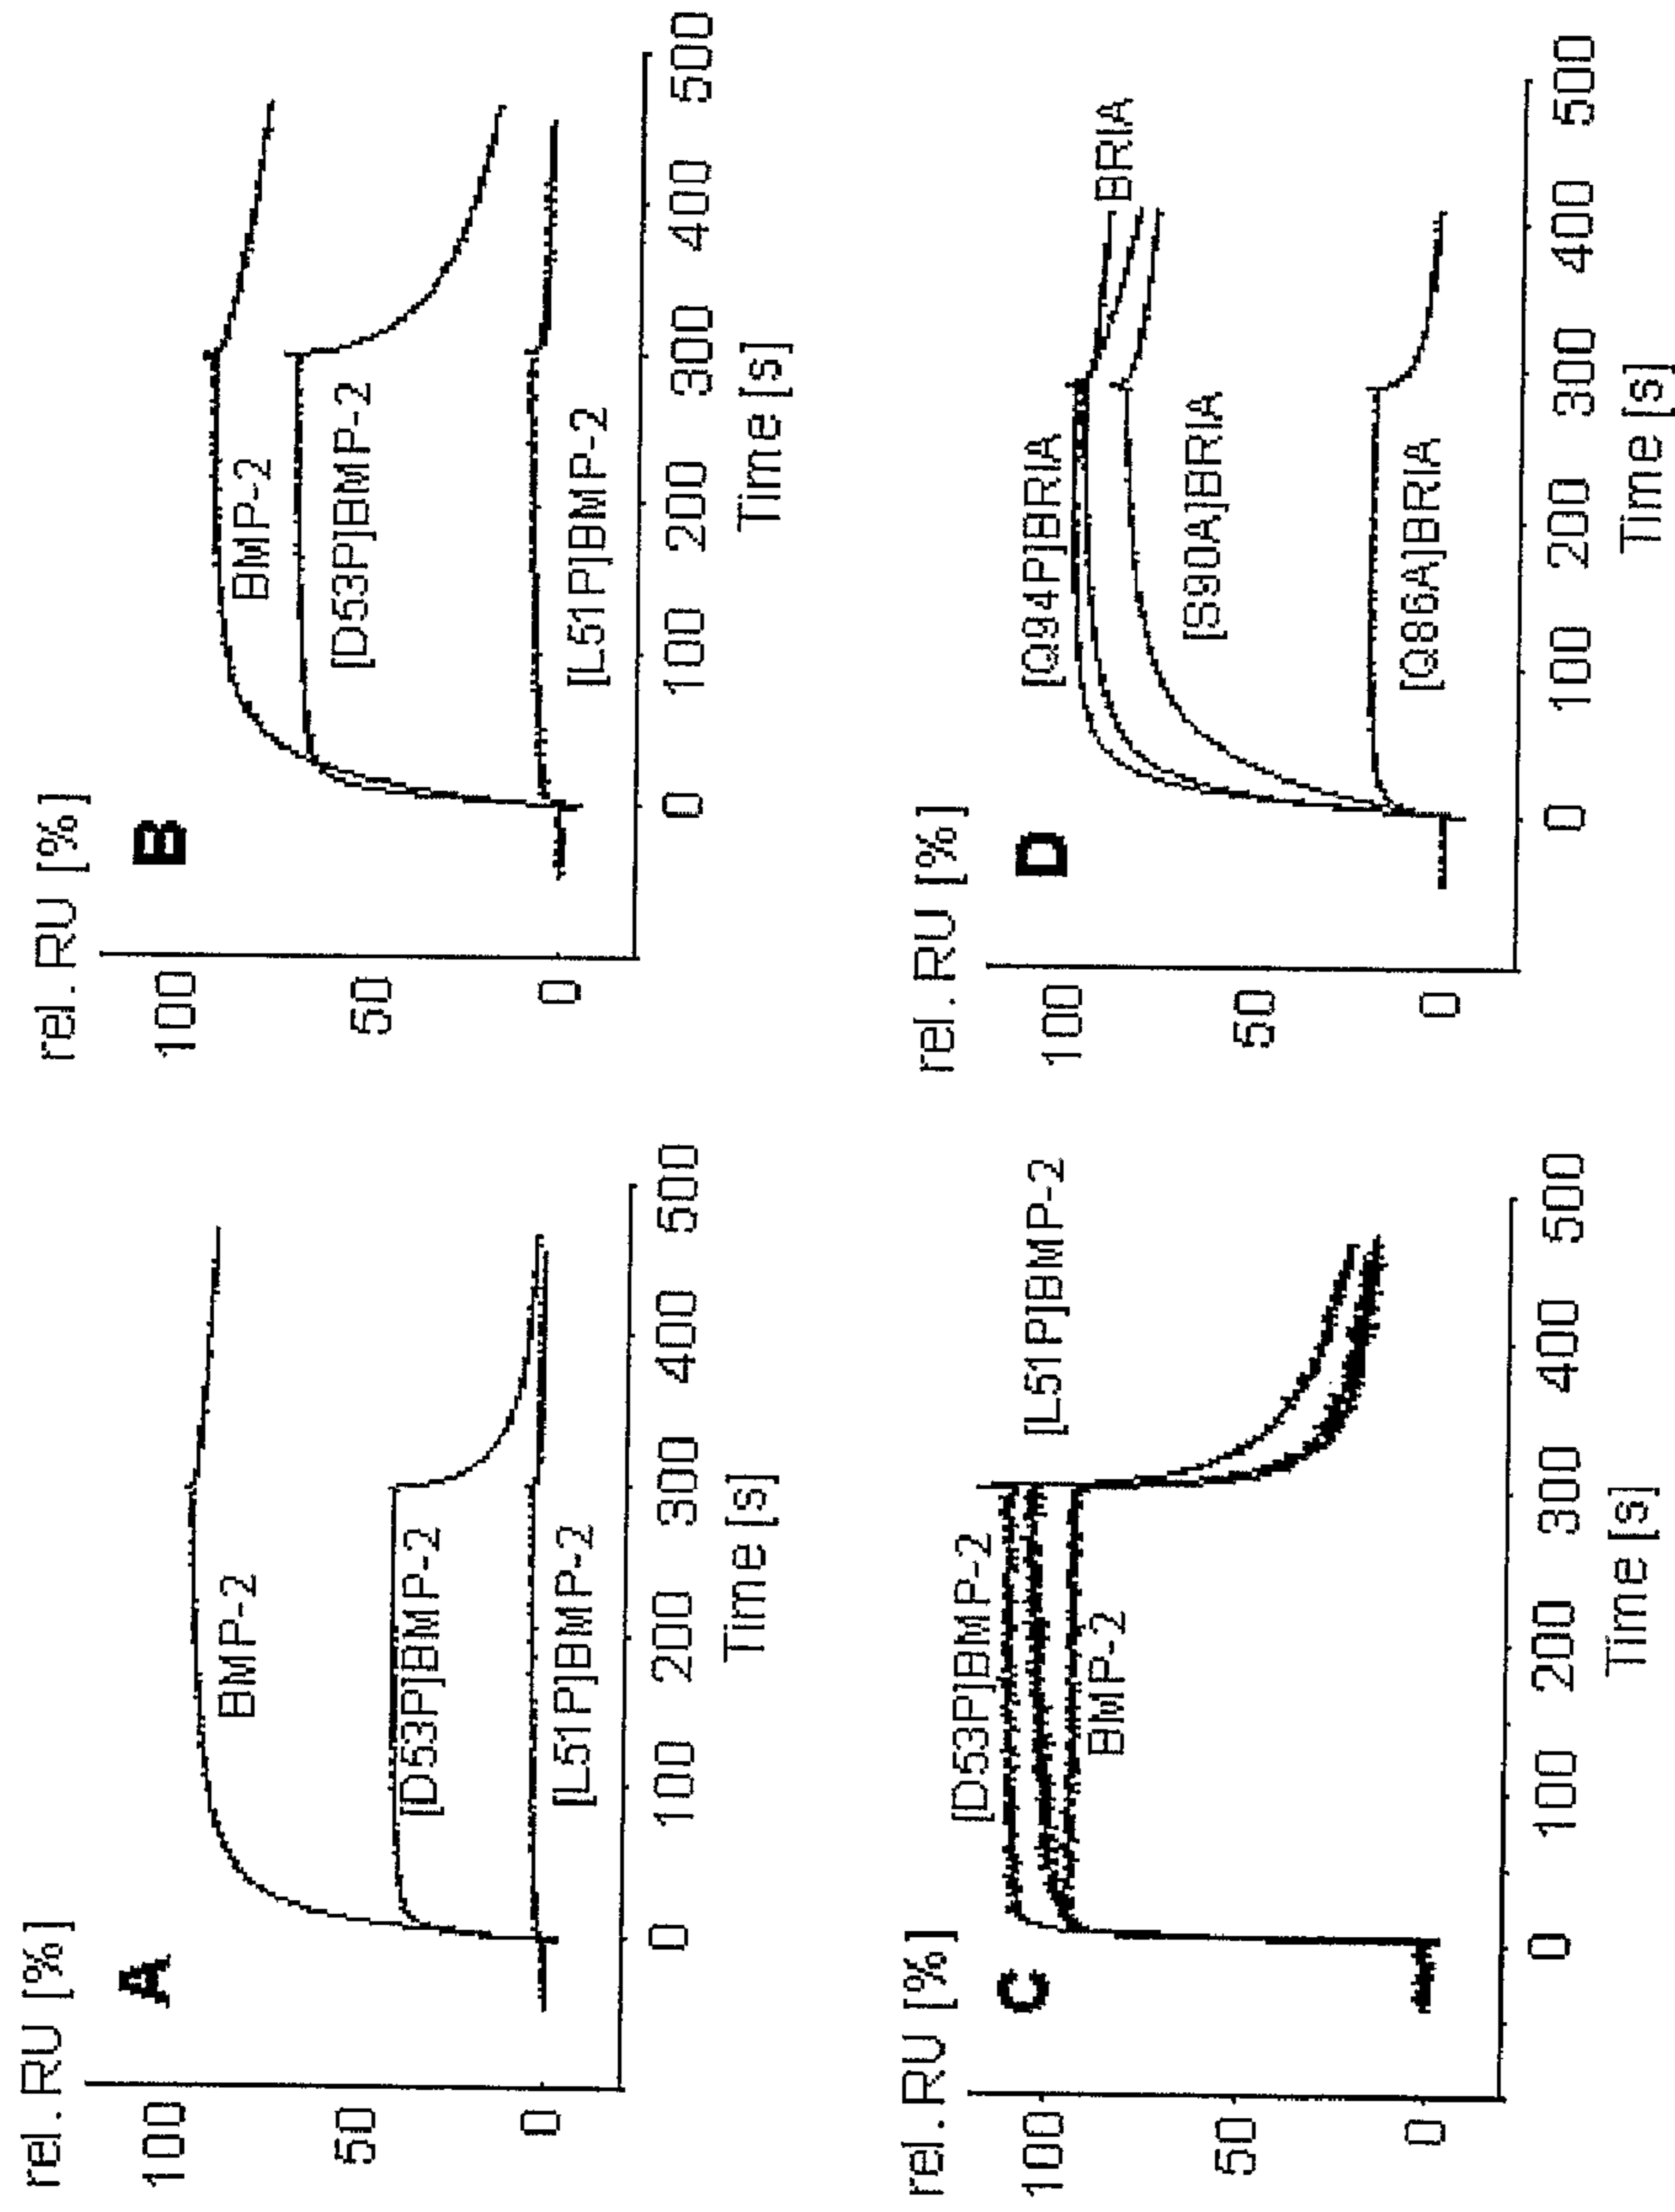 rel. RU [%]
A
100
50
0
BMP-2
[D53P]BMP-2
[L51P]BMP-2
0 100 200 300 400 500
Time [s]
rel. RU [%]
B
100
50
0
BMP-2
[D53P]BMP-2
[L51P]BMP-2
0 100 200 300 400 500
Time [s]
rel. RU [%]
C
100
50
0
[D53P]BMP-2
[L51P]BMP-2
BMP-2
0 100 200 300 400 500
Time [s]
rel. RU [%]
D
100
50
0
[Q94P]BRIA
BRIA
[S90A]BRIA
[Q86A]BRIA
0 100 200 300 400 500
Time [s]